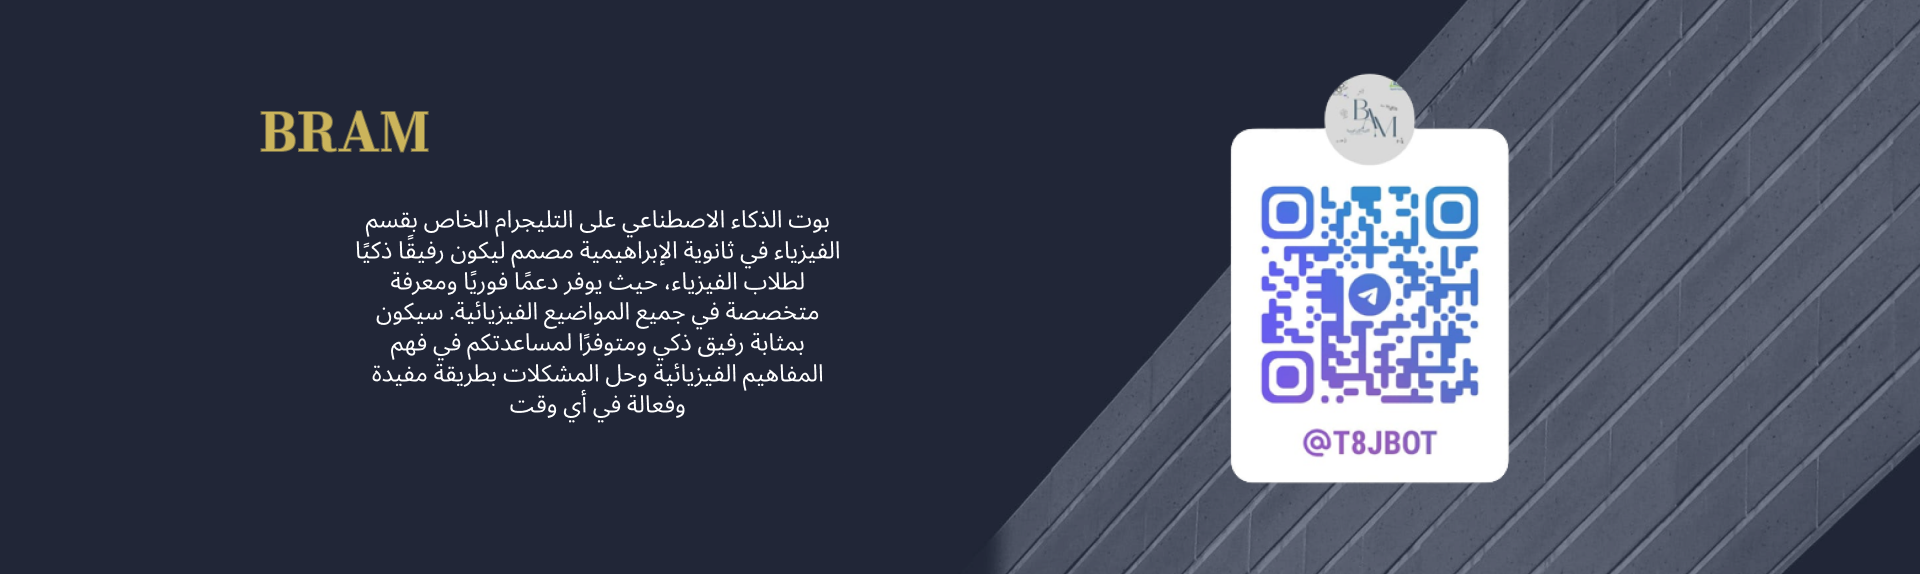 BRAM
بوت الذكاء الاصطناعي على التليجرام الخاص بقسم
الفيزياء في ثانوية الإبراهيمية مصمم ليكون رفيقًا ذكيًا
لطلاب الفيزياء، حيث يوفر دعمًا فوريًا ومعرفة
متخصصة في جميع المواضيع الفيزيائية. سيكون
بمثابة رفيق ذكي ومتوفرًا لمساعدتكم في فهم
المفاهيم الفيزيائية وحل المشكلات بطريقة مفيدة
وفعالة في أي وقت
BAM
@T8JBOT